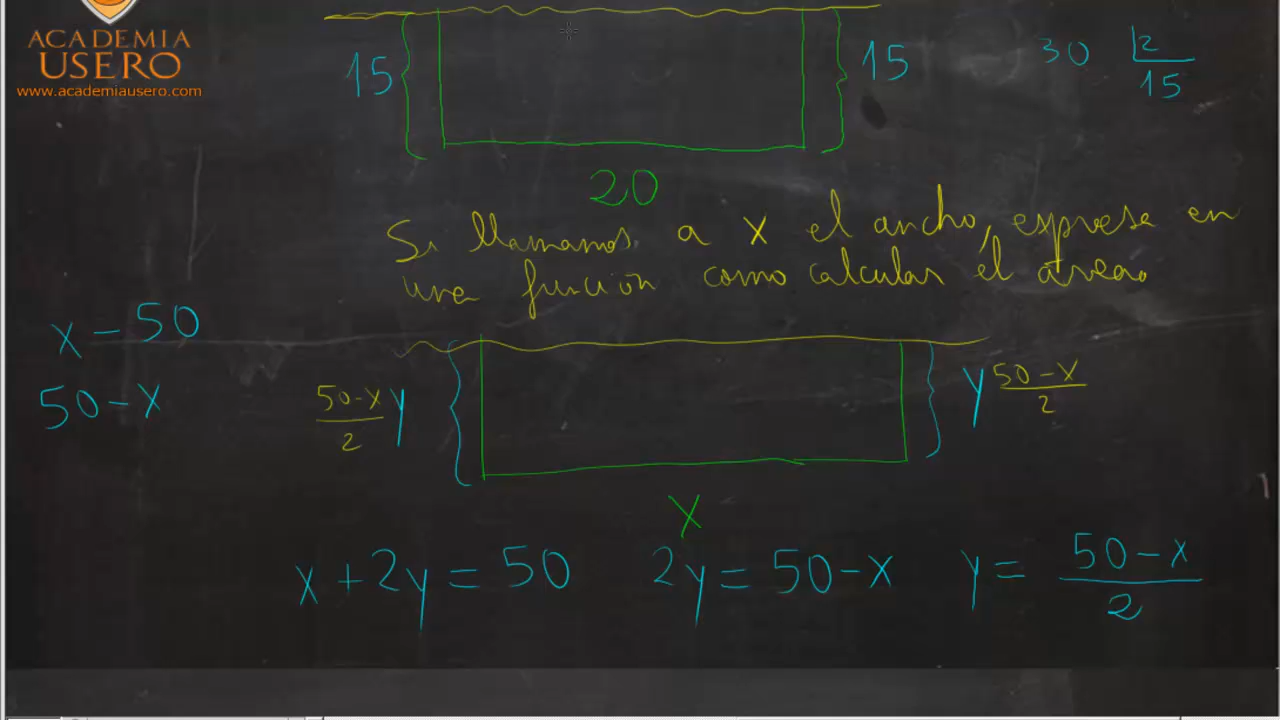 ACADEMIA
USERO
www.academiausero.com
15
15
30 2
15
20
Si llamamos a x el ancho, exprese en
una función como calcular el area
x - 50
50 - x
50-x
2
y
y
50-x
2
x
x + 2y = 50
2y = 50 - x
y = 50 - x
2